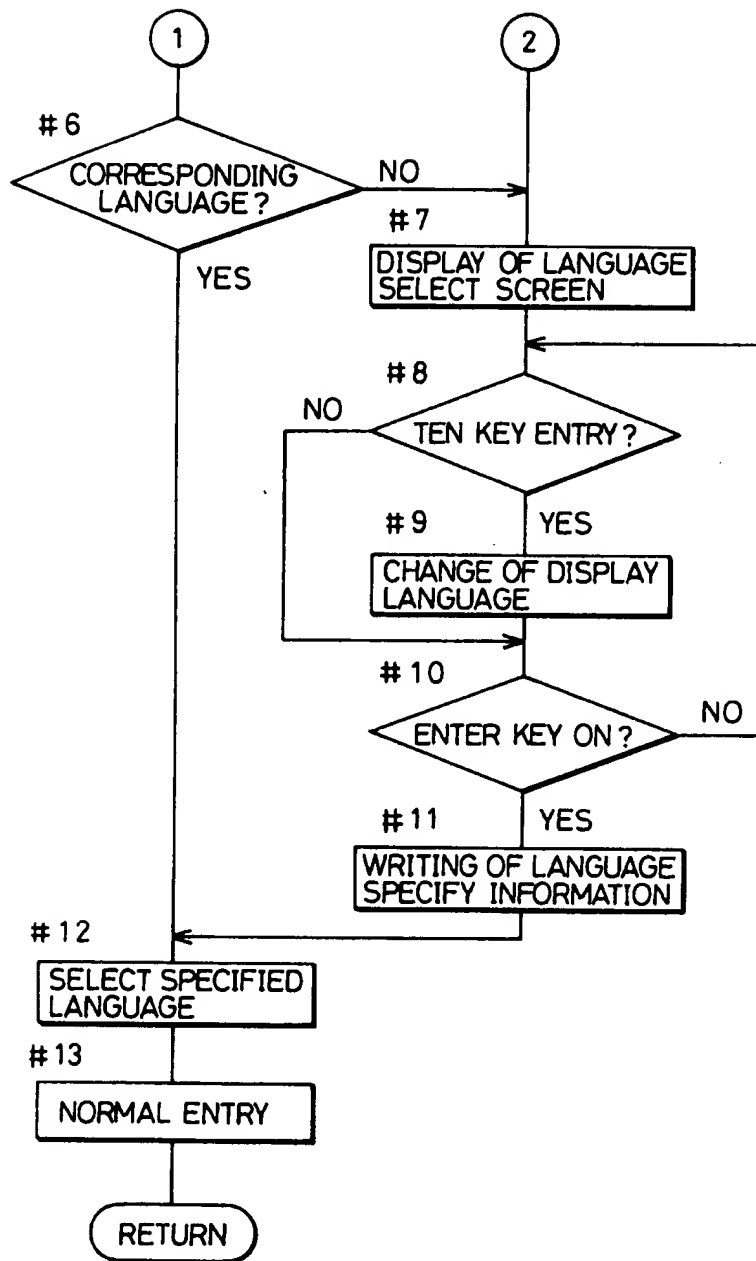 1
2
#6
CORRESPONDING
LANGUAGE?
NO
YES
#7
DISPLAY OF LANGUAGE
SELECT SCREEN
#8
NO
TEN KEY ENTRY?
#9
YES
CHANGE OF DISPLAY
LANGUAGE
#10
ENTER KEY ON?
NO
#11
YES
WRITING OF LANGUAGE
SPECIFY INFORMATION
#12
SELECT SPECIFIED
LANGUAGE
#13
NORMAL ENTRY
RETURN